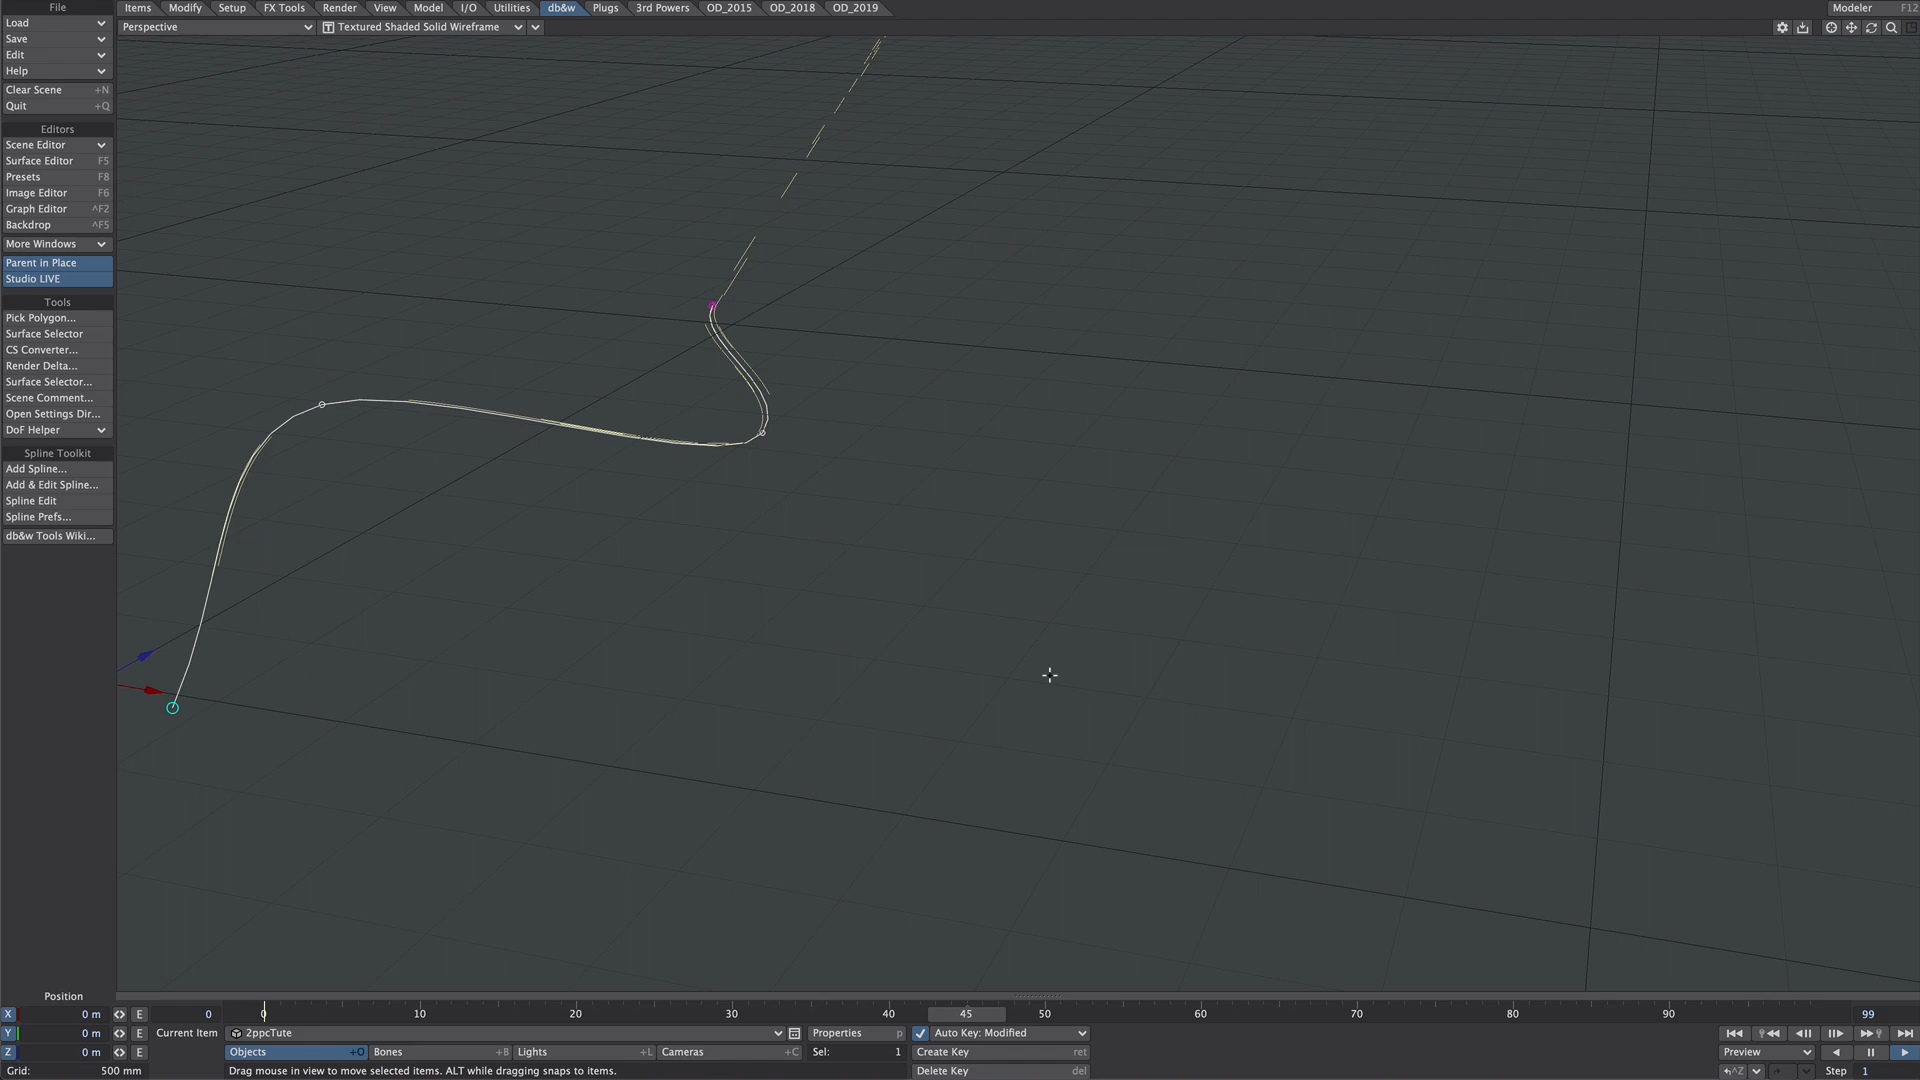 File
Items
Modify
Setup
FX Tools
Render
View
Model
I/O
Utilities
db&w
Plugs
3rd Powers
OD_2015
OD_2018
OD_2019
Modeler F12
Perspective
Textured Shaded Solid Wireframe
Load
Save
Edit
Help
Clear Scene +N
Quit +Q
Editors
Scene Editor
Surface Editor F5
Presets F8
Image Editor F6
Graph Editor ^F2
Backdrop ^F5
More Windows
Parent in Place
Studio LIVE
Tools
Pick Polygon...
Surface Selector
CS Converter...
Render Delta...
Surface Selector...
Scene Comment...
Open Settings Dir...
DoF Helper
Spline Toolkit
Add Spline...
Add & Edit Spline...
Spline Edit
Spline Prefs...
db&w Tools Wiki...
Position
X 0 m E
0 0 10 20 30 40 45 50 60 70 80 90 99
Y 0 m E
Current Item 2ppcTute Properties p Auto Key: Modified
Z 0 m E
Objects +O Bones +B Lights +L Cameras +C Sel: 1 Create Key ret Preview
Grid: 500 mm Drag mouse in view to move selected items. ALT while dragging snaps to items. Delete Key del ^Z Step 1